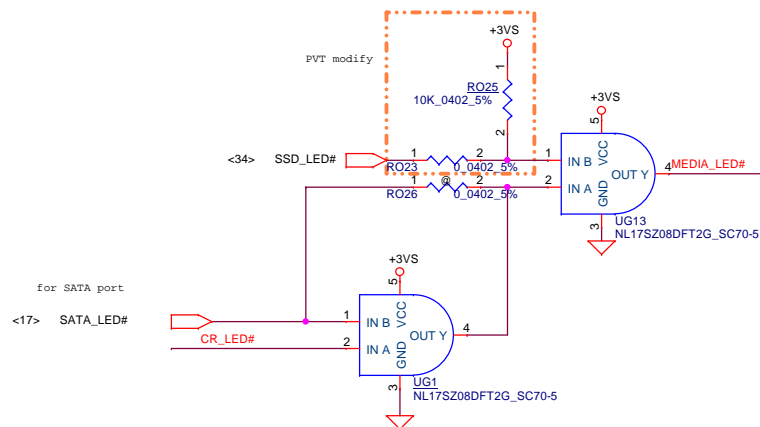 +3VS
PVT modify
1
RO25
10K_0402_5%
2
+3VS
5
<34> SSD_LED#
1
2
RO23
0_0402_5%
1
IN B
VCC
OUT Y
4
MEDIA_LED#
1
@
2
RO26
0_0402_5%
2
IN A
GND
3
UG13
NL17SZ08DFT2G_SC70-5
+3VS
5
for SATA port
<17> SATA_LED#
1
IN B
VCC
OUT Y
4
CR_LED#
2
IN A
GND
3
UG1
NL17SZ08DFT2G_SC70-5